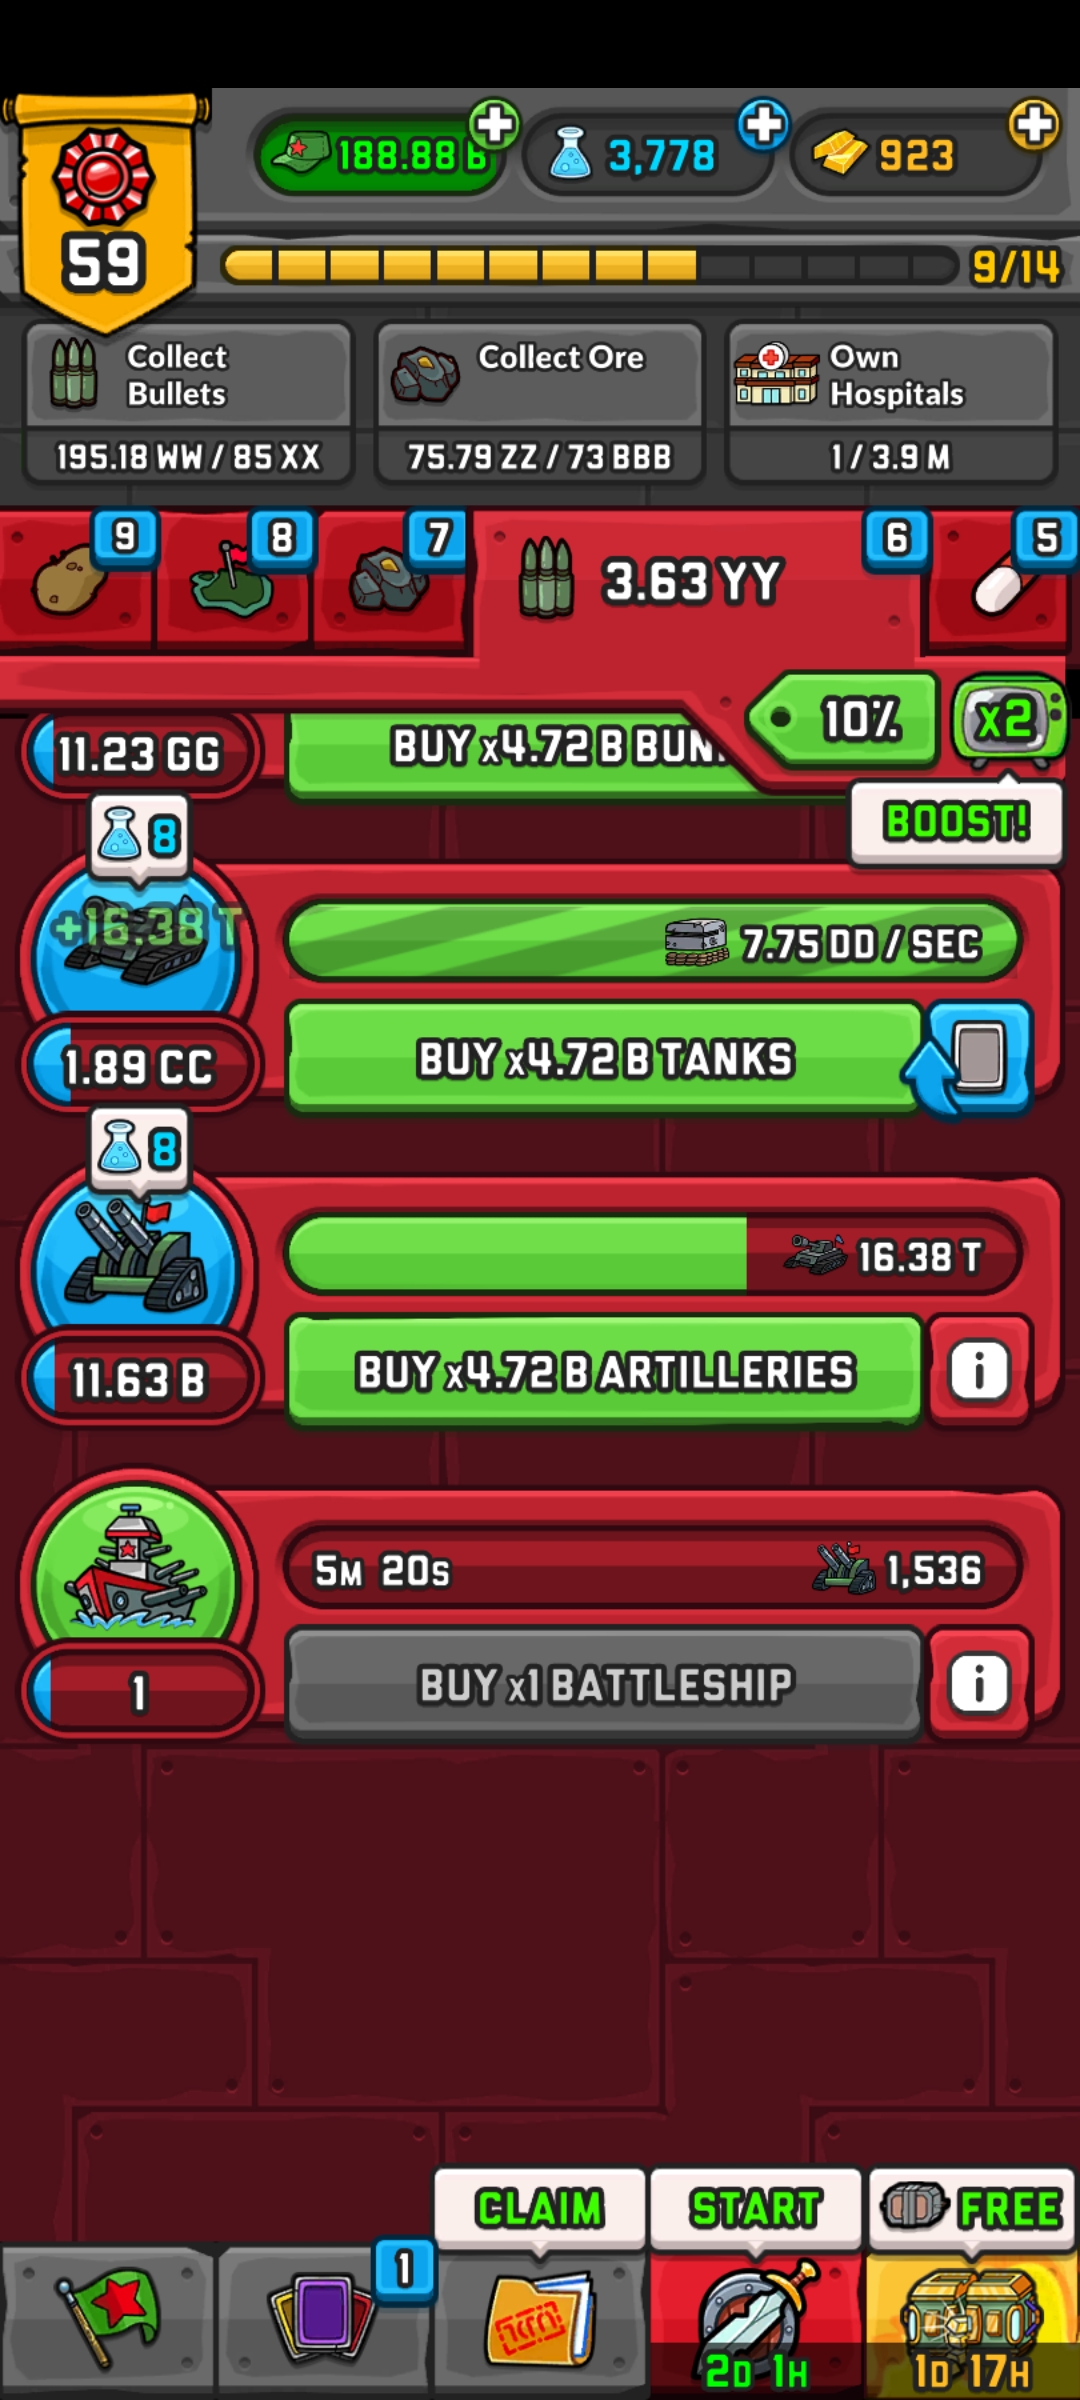 188.88 B
3,778
923
59
9/14
Collect
Bullets
195.18 WW / 85 XX
Collect Ore
75.79 ZZ / 73 BBB
Own
Hospitals
1 / 3.9 M
9
8
7
3.63 YY
6
5
10%
x2
BOOST!
11.23 GG
BUY x4.72 B BUN
8
+16.38 T
7.75 DD / SEC
1.89 CC
BUY x4.72 B TANKS
8
16.38 T
11.63 B
BUY x4.72 B ARTILLERIES
i
5M 20S
1,536
1
BUY x1 BATTLESHIP
i
CLAIM
START
FREE
1
2D 1H
1D 17H